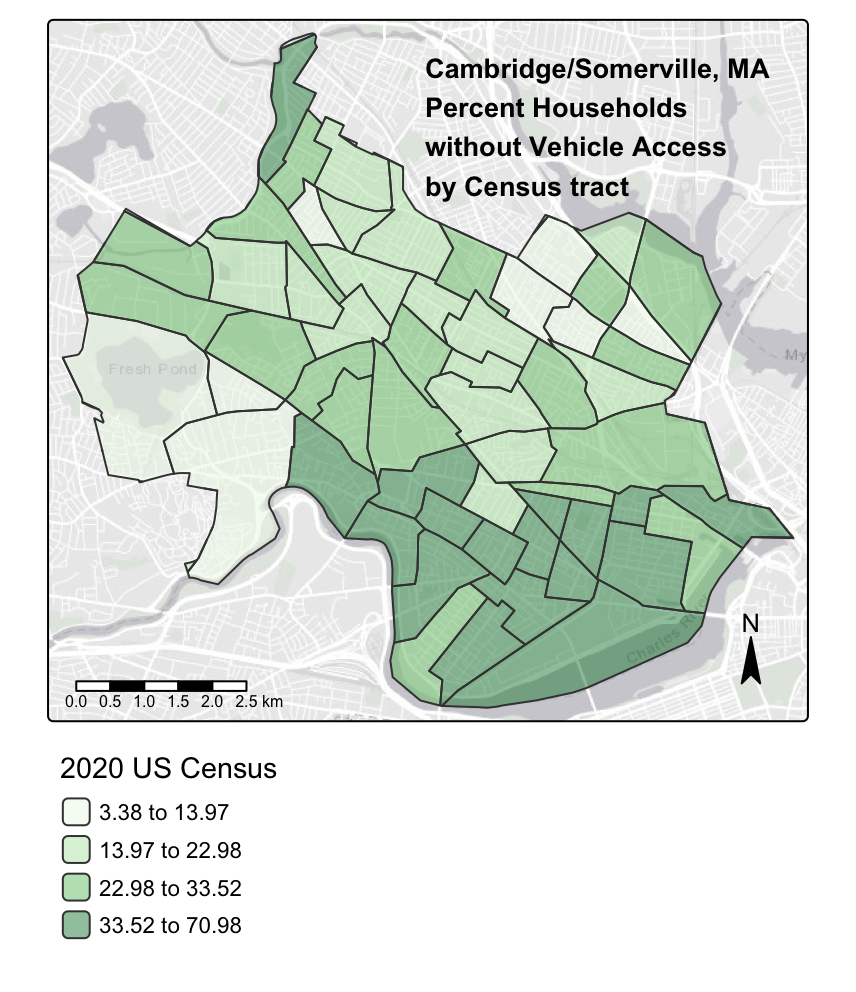 Cambridge/Somerville, MA
Percent Households
without Vehicle Access
by Census tract
Fresh Pond
My
Charles Ri
N
0.0 0.5 1.0 1.5 2.0 2.5 km
2020 US Census
3.38 to 13.97
13.97 to 22.98
22.98 to 33.52
33.52 to 70.98